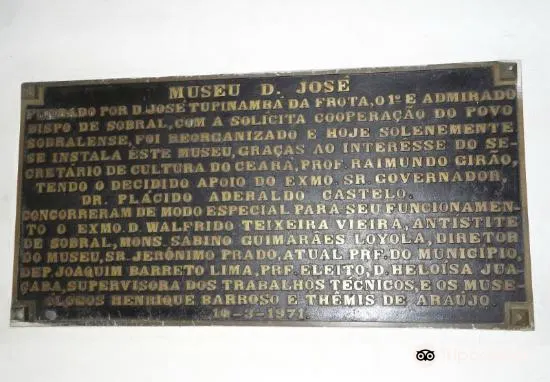 MUSEU D. JOSÉ
FUNDADO POR D. JOSÉ TUPINAMBÁ DA FROTA, O 1º E ADMIRADO
BISPO DE SOBRAL, COM A SOLÍCITA COOPERAÇÃO DO POVO
SOBRALENSE, FOI REORGANIZADO E HOJE SOLENEMENTE
SE INSTALA ÊSTE MUSEU, GRAÇAS AO INTERÊSSE DO SE-
CRETÁRIO DE CULTURA DO CEARÁ, PROF. RAIMUNDO GIRÃO,
TENDO O DECIDIDO APOIO DO EXMO. SR. GOVERNADOR,
DR. PLÁCIDO ADERALDO CASTELO.
CONCORRERAM DE MODO ESPECIAL PARA SEU FUNCIONAMEN-
TO O EXMO. D. WALFRIDO TEIXEIRA VIEIRA, ANTISTITE
DE SOBRAL, MONS. SABINO GUIMARÃES LOYOLA, DIRETOR
DO MUSEU, SR. JERÔNIMO PRADO, ATUAL PRF. DO MUNICÍPIO,
DEP. JOAQUIM BARRETO LIMA, PRF. ELEITO, D. HELOÍSA JUA-
ÇABA, SUPERVISORA DOS TRABALHOS TÉCNICOS, E OS MUSE-
ÓLOGOS HENRIQUE BARROSO E THÊMIS DE ARAÚJO.
-3-1971.